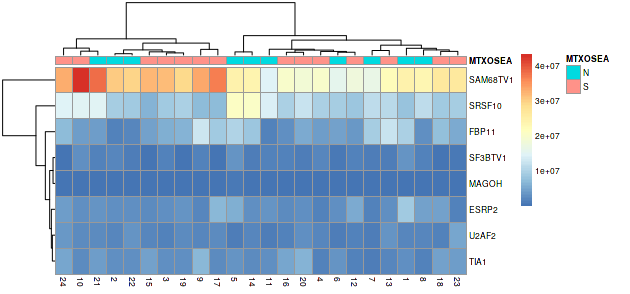 MTXOSEA
MTXOSEA
SAM68TV1
N
S
SRSF10
FBP11
SF3BTV1
MAGOH
ESRP2
U2AF2
TIA1
4e+07
3e+07
2e+07
1e+07
24 10 21 2 22 15 3 19 9 17 5 14 11 16 20 4 6 12 7 13 1 8 18 23